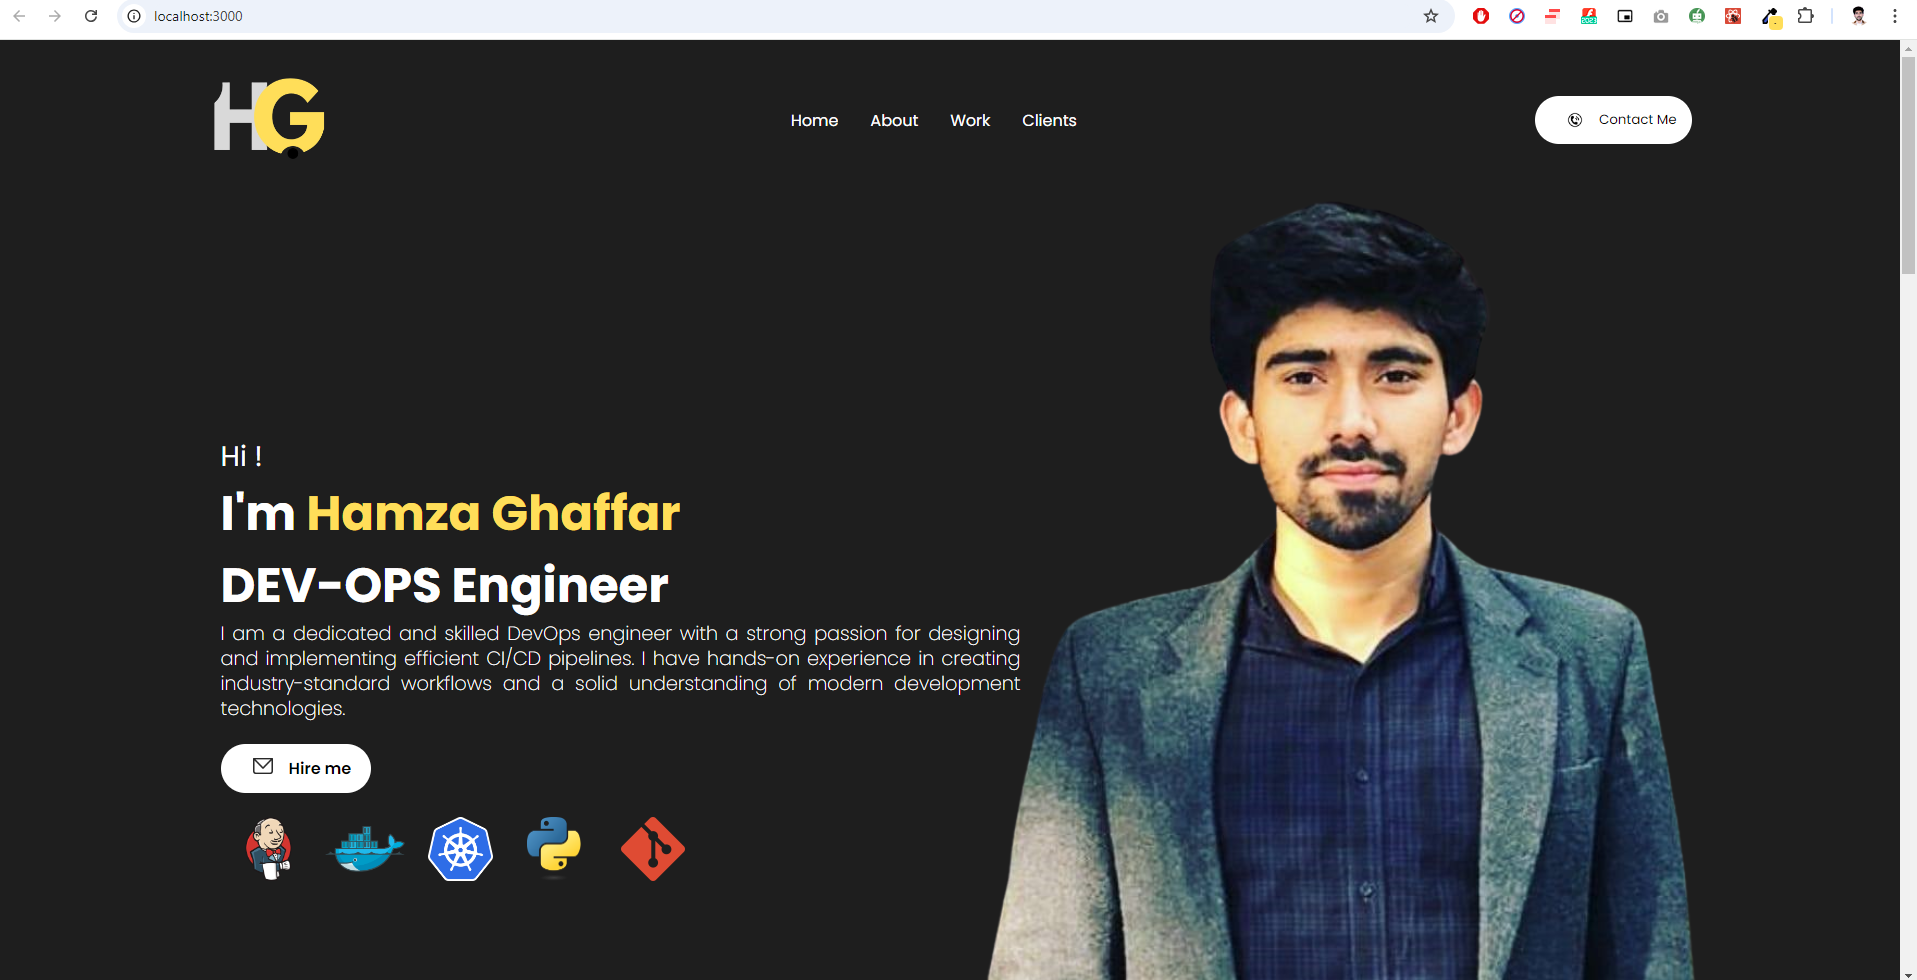 localhost:3000
2023
HG
Home About Work Clients
Contact Me
Hi !
I'm Hamza Ghaffar
DEV-OPS Engineer
I am a dedicated and skilled DevOps engineer with a strong passion for designing
and implementing efficient CI/CD pipelines. I have hands-on experience in creating
industry-standard workflows and a solid understanding of modern development
technologies.
Hire me